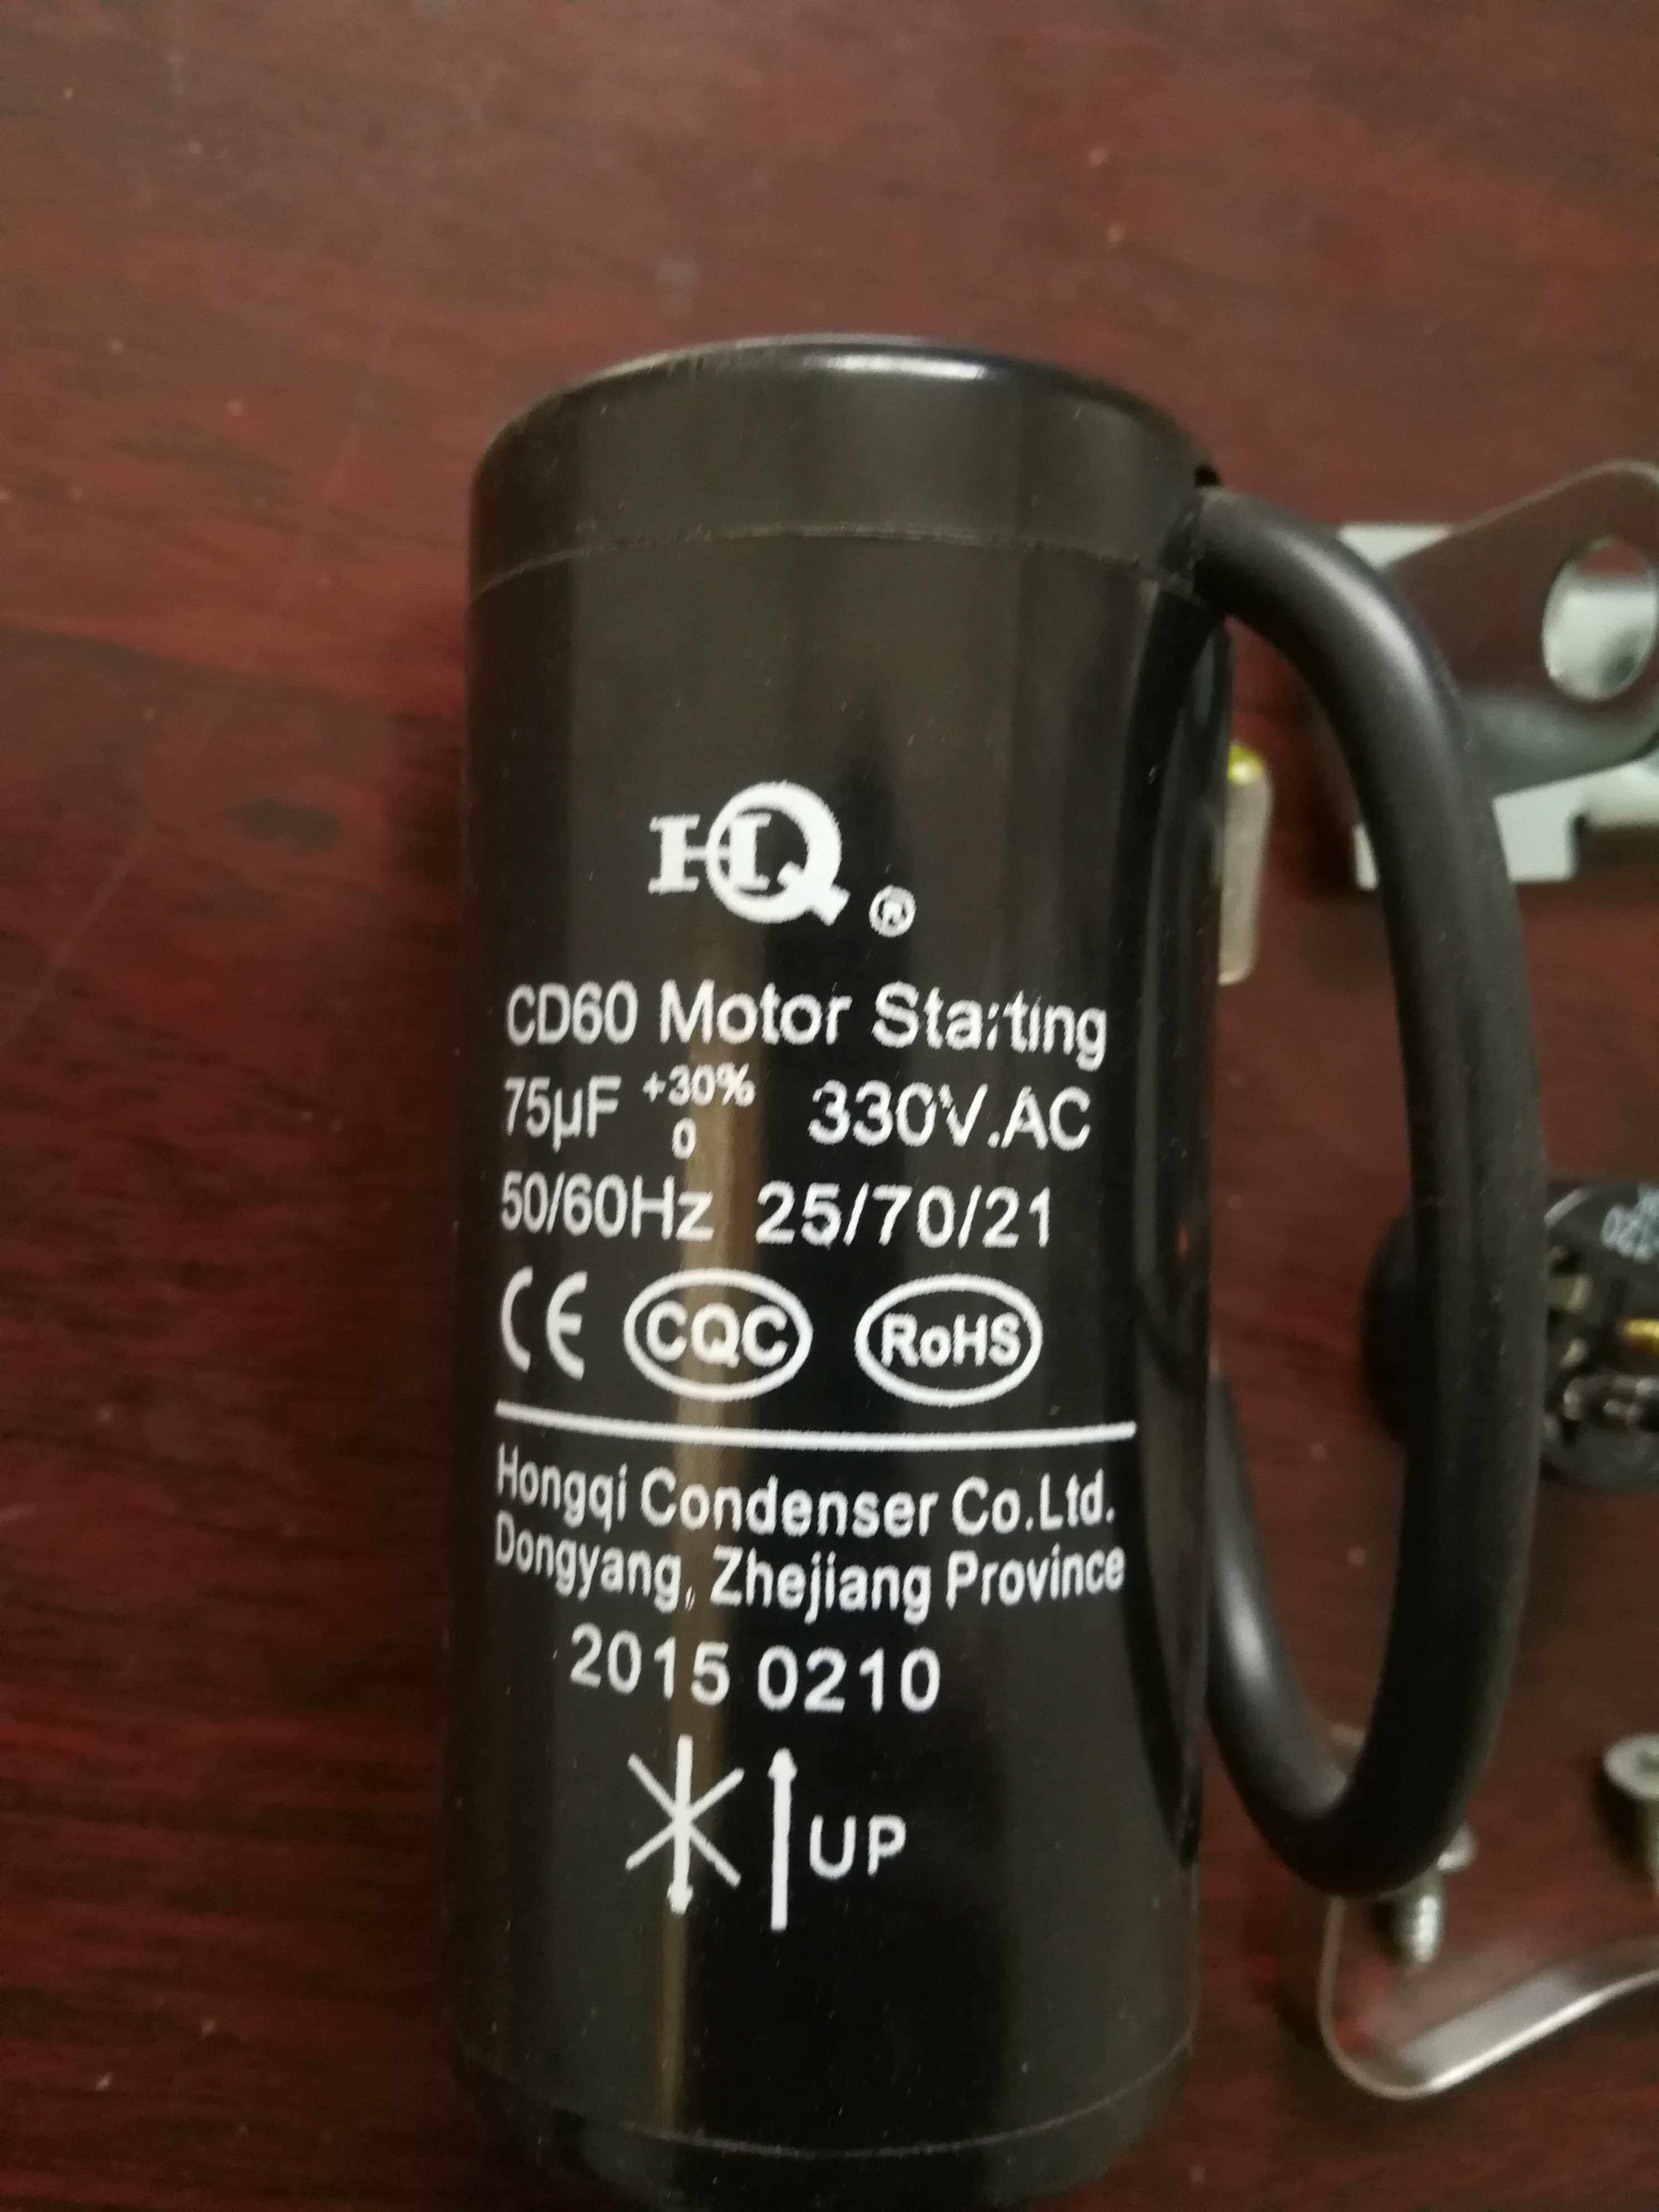 HQ ®
CD60 Motor Starting
75µF +30% 0 330V.AC
50/60Hz 25/70/21
CE CQC RoHS
Hongqi Condenser Co.Ltd.
Dongyang, Zhejiang Province
2015 0210
UP